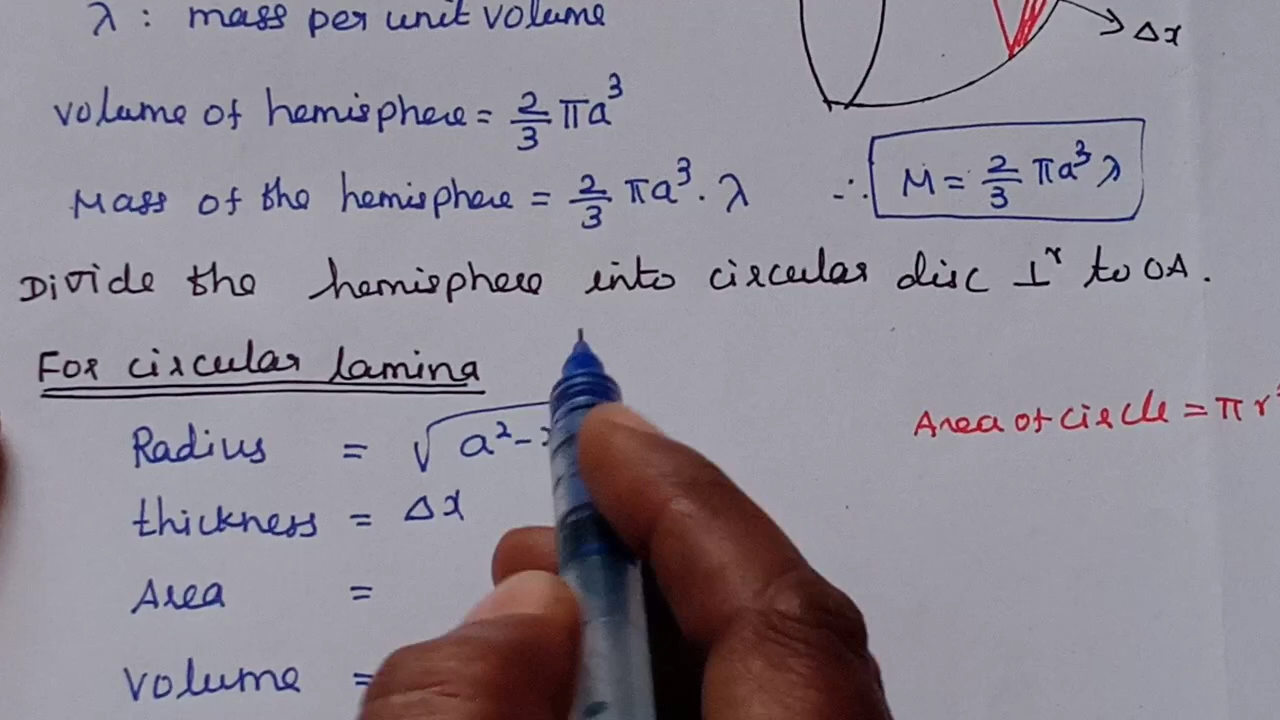 λ : mass per unit volume
Δx
volume of hemisphere = 2/3 πa³
Mass of the hemisphere = 2/3 πa³ . λ ∴ M = 2/3 πa³ λ
Divide the hemisphere into circular disc ⊥ʳ to OA.
For circular lamina
Area of circle = πr²
Radius = √a² -
thickness = Δx
Area =
volume =